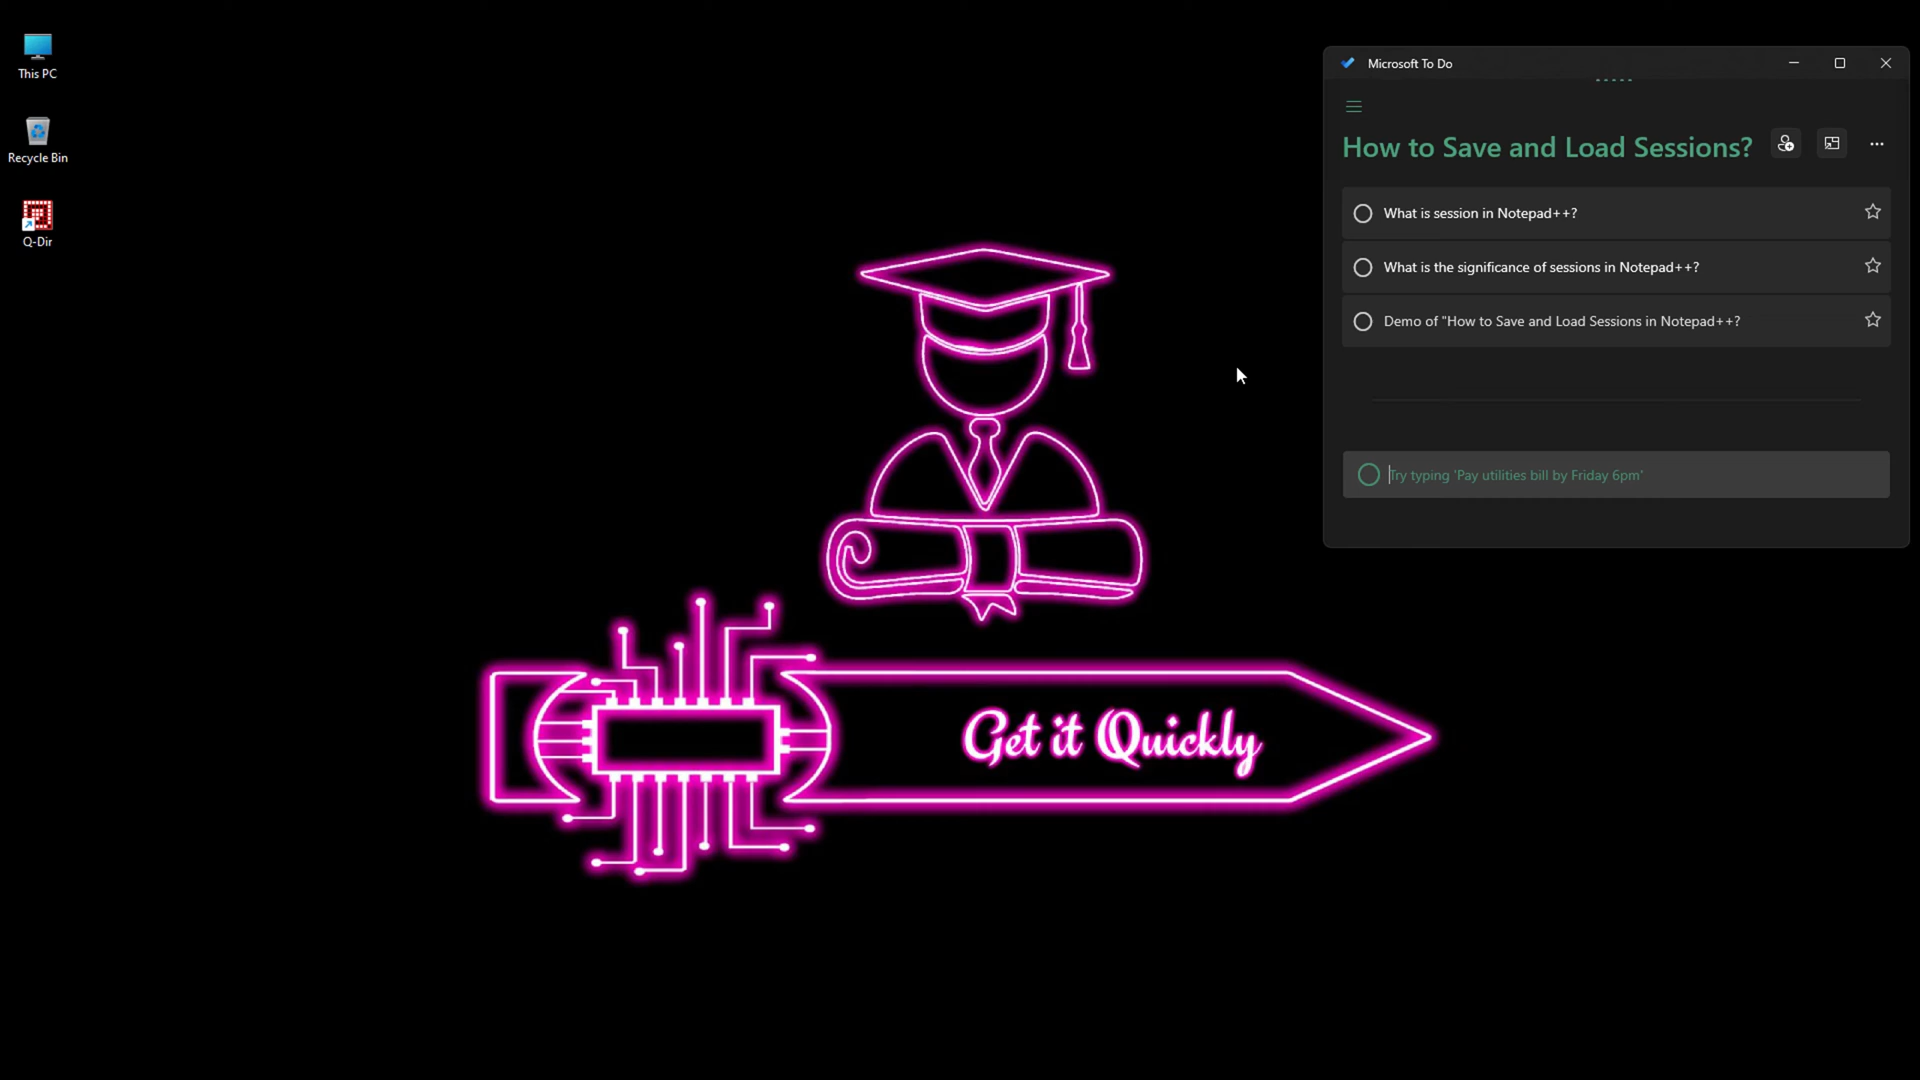 This PC
Recycle Bin
Q-Dir
Microsoft To Do
How to Save and Load Sessions?
What is session in Notepad++?
What is the significance of sessions in Notepad++?
Demo of "How to Save and Load Sessions in Notepad++?
Try typing 'Pay utilities bill by Friday 6pm'
Get it Quickly